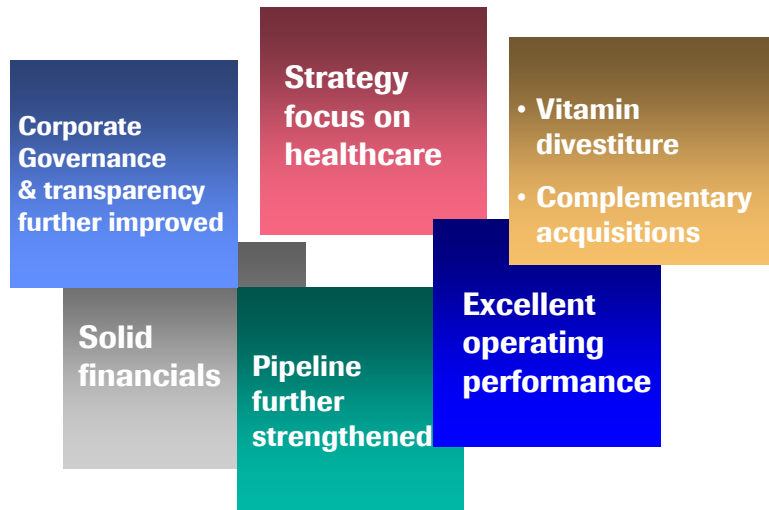 Corporate
Governance
& transparency
further improved
Strategy
focus on
healthcare
• Vitamin
divestiture
• Complementary
acquisitions
Solid
financials
Pipeline
further
strengthened
Excellent
operating
performance